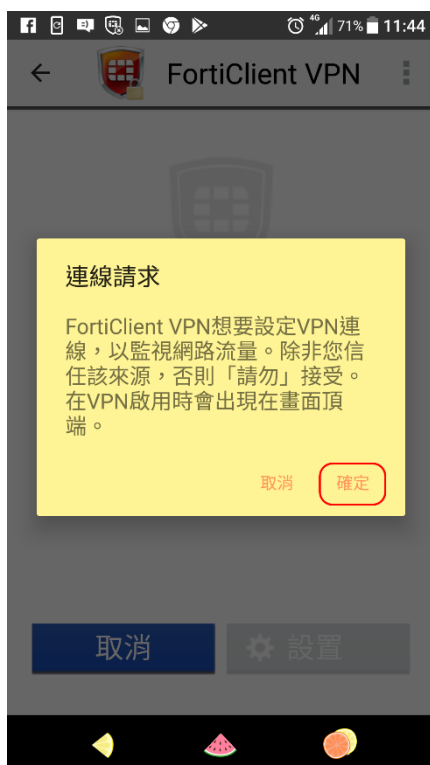 4G 71% 11:44
FortiClient VPN
連線請求
FortiClient VPN想要設定VPN連
線，以監視網路流量。除非您信
任該來源，否則「請勿」接受。
在VPN啟用時會出現在畫面頂
端。
取消 確定
取消 設置